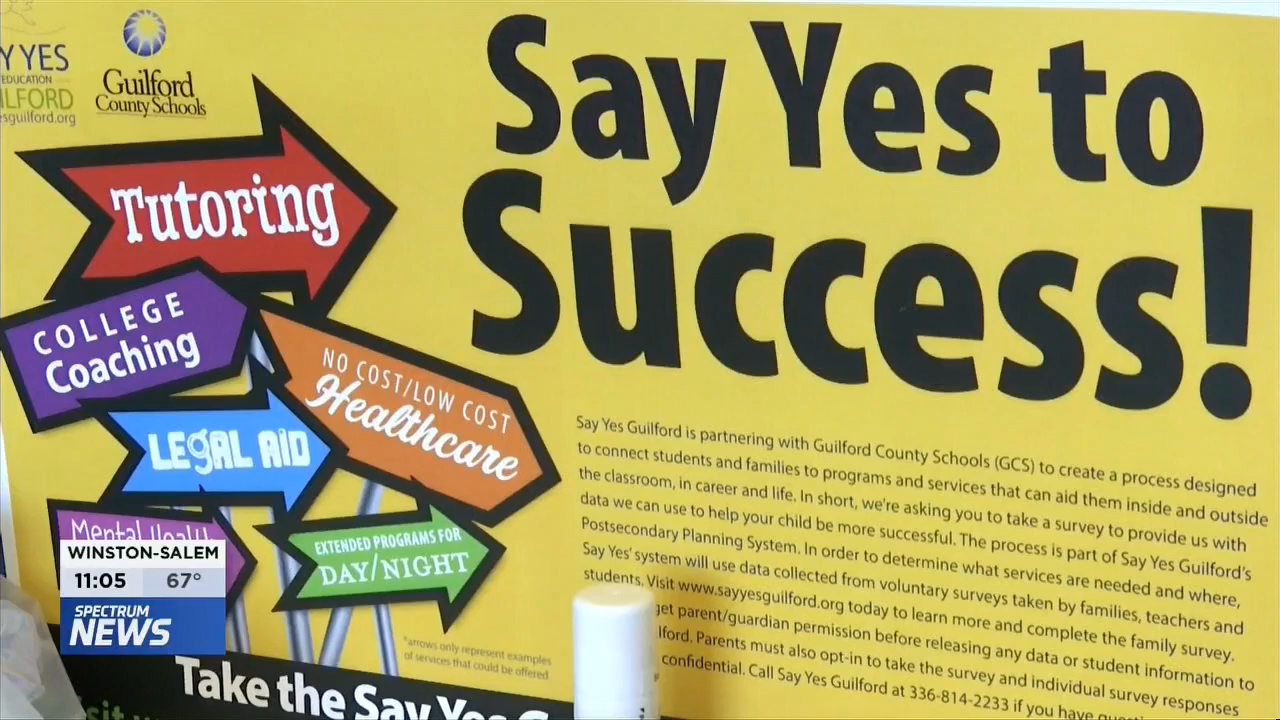 Y YES
EDUCATION
ILFORD
esguilford.org
Guilford
County Schools
Say Yes to
Success!
Tutoring
COLLEGE
Coaching
NO COST/LOW COST
Healthcare
LEGAL AID
Mental Health
EXTENDED PROGRAMS FOR
DAY/NIGHT
*arrows only represent examples
of services that could be offered
Say Yes Guilford is partnering with Guilford County Schools (GCS) to create a process designed
to connect students and families to programs and services that can aid them inside and outside
the classroom, in career and life. In short, we're asking you to take a survey to provide us with
data we can use to help your child be more successful. The process is part of Say Yes Guilford's
Postsecondary Planning System. In order to determine what services are needed and where,
Say Yes' system will use data collected from voluntary surveys taken by families, teachers and
students. Visit www.sayyesguilford.org today to learn more and complete the family survey.
get parent/guardian permission before releasing any data or student information to
lford. Parents must also opt-in to take the survey and individual survey responses
confidential. Call Say Yes Guilford at 336-814-2233 if you have
Take the Say Yes
WINSTON-SALEM
11:05 67°
SPECTRUM
NEWS